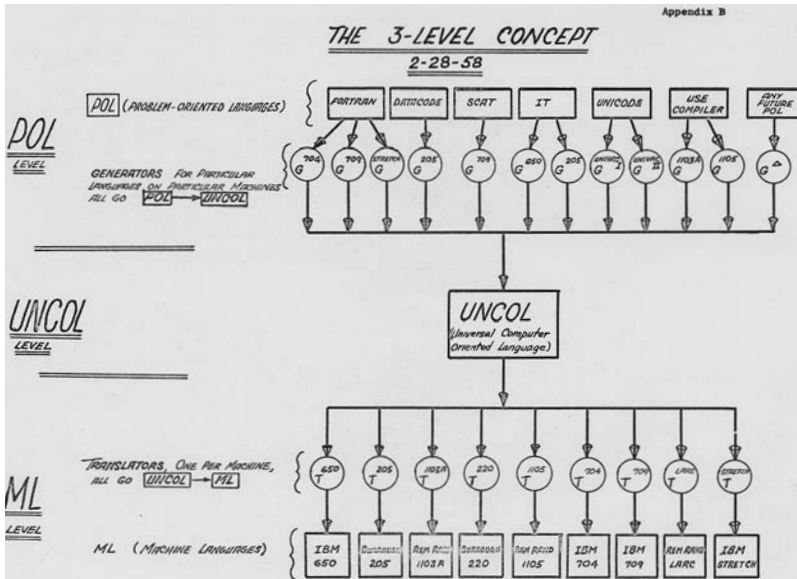 Appendix B
THE 3-LEVEL CONCEPT
2-28-58
POL (PROBLEM-ORIENTED LANGUAGES)
FORTRAN DATACODE SCAT IT UNICODE USE COMPILER ANY FUTURE POL
POL
LEVEL
GENERATORS FOR PARTICULAR
LANGUAGES ON PARTICULAR MACHINES
ALL GO POL UNCOL
G 704 G 709 G STRETCH G 205 G 709 G 650 G 205 G UNIVAC I G UNIVAC II G 1103A G 1105 G Δ
UNCOL
LEVEL
UNCOL
(Universal Computer
Oriented Language)
ML
LEVEL
TRANSLATORS, ONE PER MACHINE,
ALL GO UNCOL ML
T 650 T 205 T 1103A T 220 T 1105 T 704 T 709 T LARC T STRETCH
ML (MACHINE LANGUAGES)
IBM 650 BURROUGHS 205 REM RAND 1103A BURROUGH 220 REM RAND 1105 IBM 704 IBM 709 REM RAND LARC IBM STRETCH